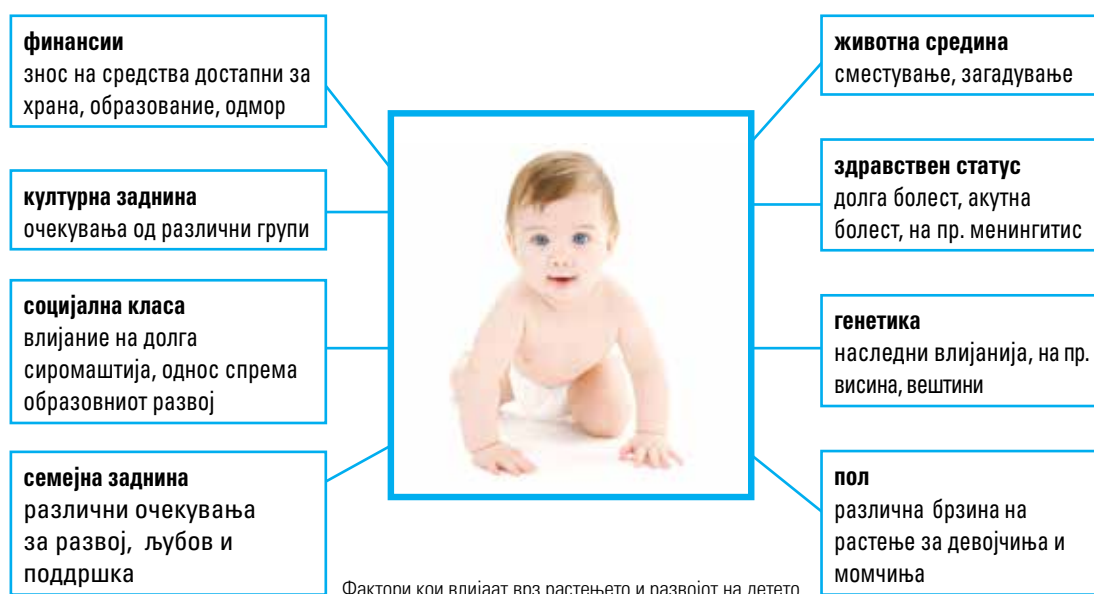 финансии
знос на средства достапни за
храна, образование, одмор
културна заднина
очекувања од различни групи
социјална класа
влијание на долга
сиромаштија, однос спрема
образовниот развој
семејна заднина
различни очекувања
за развој, љубов и
поддршка
животна средина
сместување, загадување
здравствен статус
долга болест, акутна
болест, на пр. менингитис
генетика
наследни влијанија, на пр.
висина, вештини
пол
различна брзина на
растење за девојчиња и
момчиња
Фактори кои влијаат врз растењето и развојот на детето